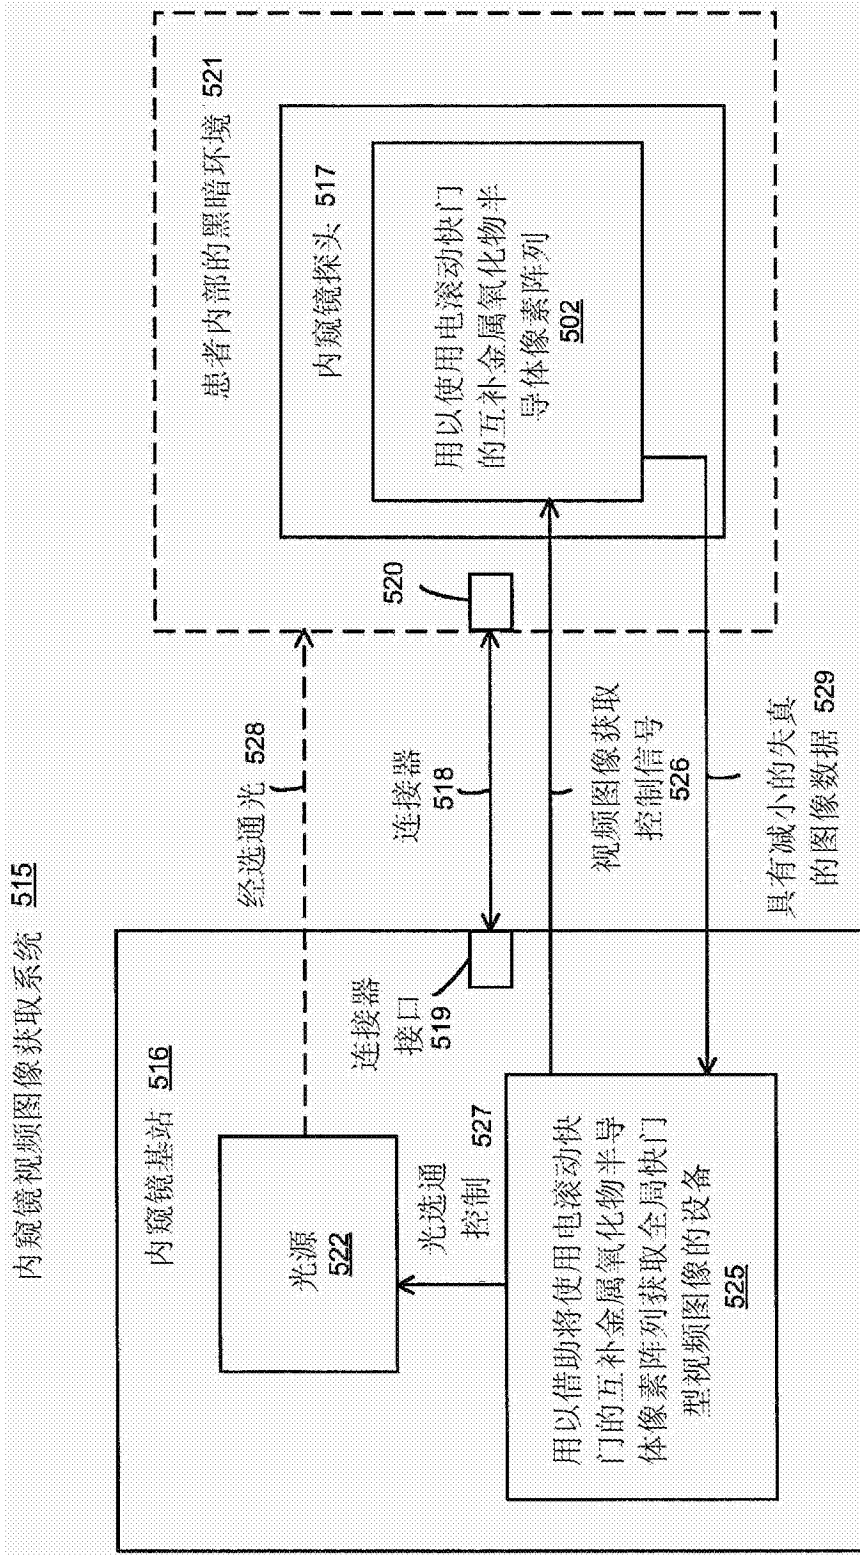 内窥镜视频图像获取系统 515
内窥镜基站 516
光源
522
光选通
控制
527
用以借助将使用电滚动快
门的互补金属氧化物半导
体像素阵列获取全局快门
型视频图像的设备
525
连接器
接口
519
经选通光 528
连接器
518
视频图像获取
控制信号
526
具有减小的失真
的图像数据 529
患者内部的黑暗环境 521
520
内窥镜探头 517
用以使用电滚动快门
的互补金属氧化物半
导体像素阵列
502